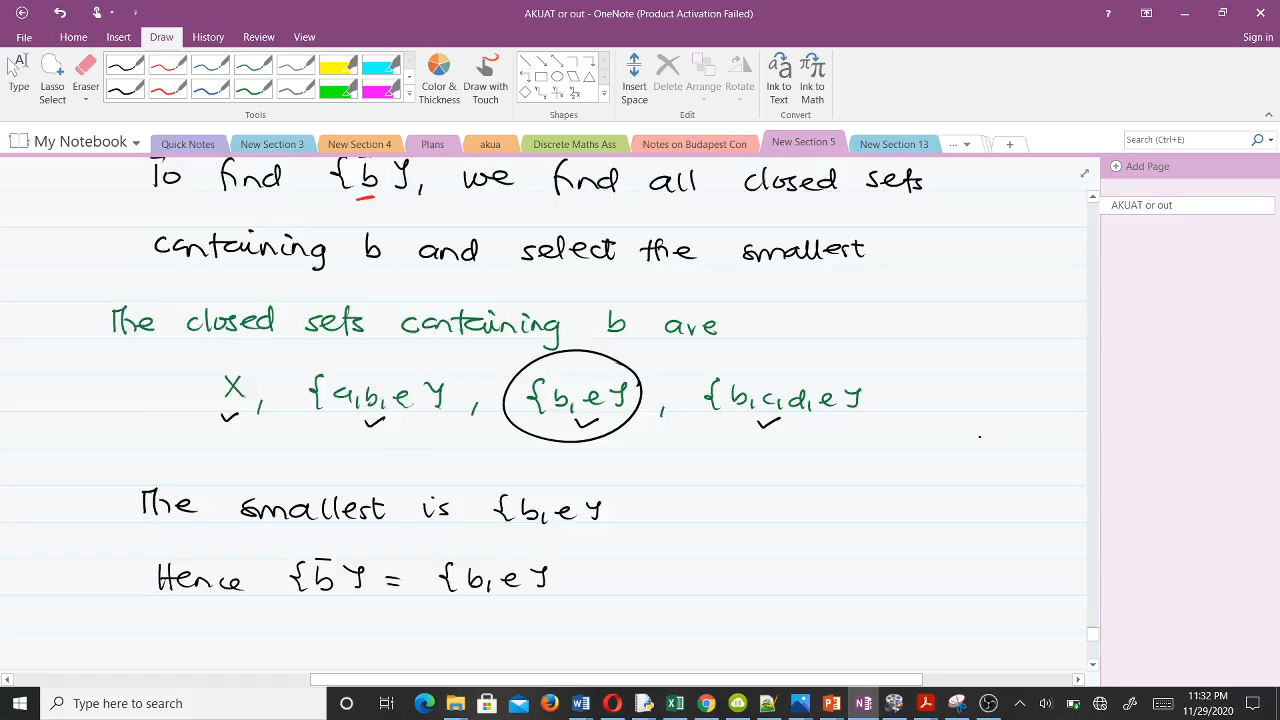 AKUAT or out - OneNote (Product Activation Failed)
File Home Insert Draw History Review View Sign in
Type Lasso Select Eraser Color & Thickness Draw with Touch Insert Space Delete Arrange Rotate Ink to Text Ink to Math
Tools Shapes Edit Convert
My Notebook Quick Notes New Section 3 New Section 4 Plans akua Discrete Maths Ass Test Questions Notes on Budapest Con New Section 5 New Section 13 ... Search (Ctrl+E)
Add Page
AKUAT or out
To find {b̅}, we find all closed sets
containing b and select the smallest
The closed sets containing b are
X, {a,b,e}, {b,e}, {b,c,d,e}
The smallest is {b,e}
Hence {b̅} = {b,e}
Type here to search
11:32 PM
11/29/2020